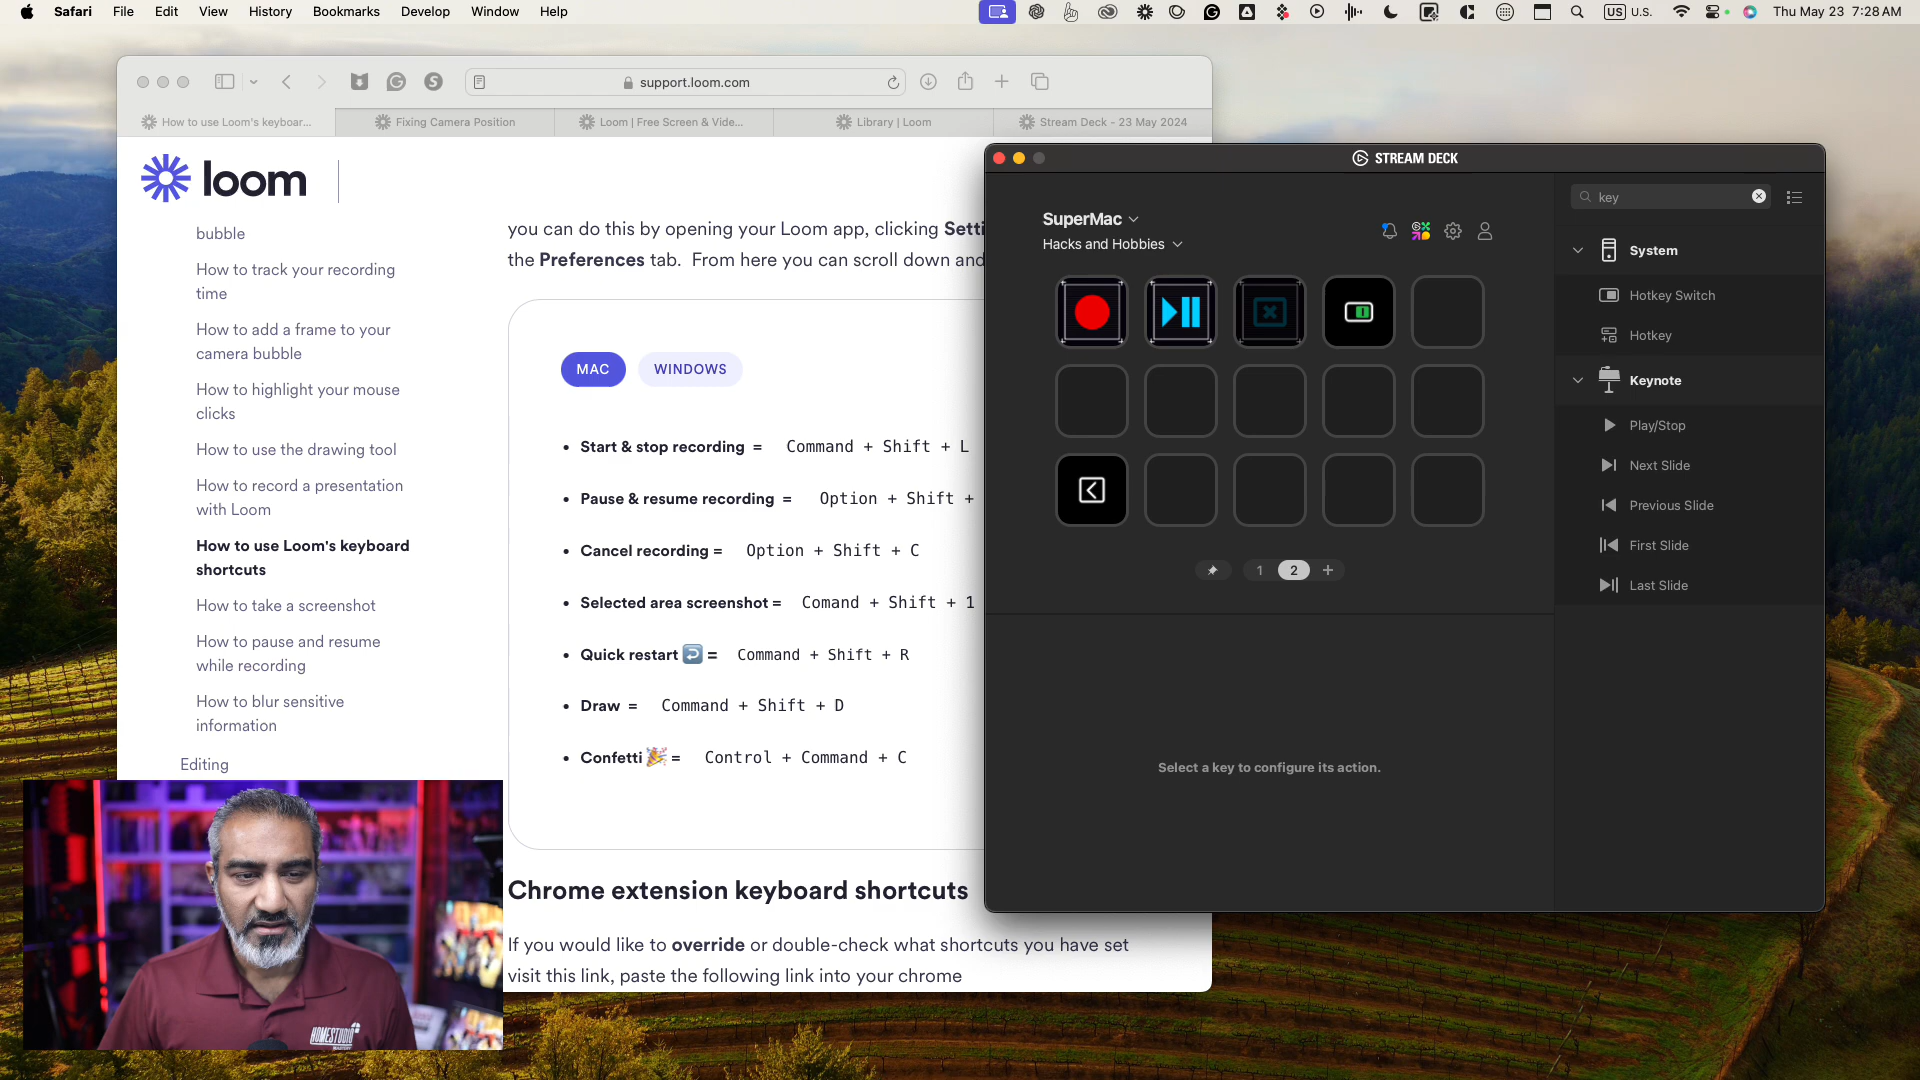 Safari File Edit View History Bookmarks Develop Window Help
US U.S. Thu May 23 7:28 AM
support.loom.com
How to use Loom's keyboar...
Fixing Camera Position
Loom | Free Screen & Vide...
Library | Loom
Stream Deck - 23 May 2024
loom
bubble
How to track your recording
time
How to add a frame to your
camera bubble
How to highlight your mouse
clicks
How to use the drawing tool
How to record a presentation
with Loom
How to use Loom's keyboard
shortcuts
How to take a screenshot
How to pause and resume
while recording
How to blur sensitive
information
Editing
you can do this by opening your Loom app, clicking Setti
the Preferences tab. From here you can scroll down and
MAC WINDOWS
• Start & stop recording = Command + Shift + L
• Pause & resume recording = Option + Shift +
• Cancel recording = Option + Shift + C
• Selected area screenshot = Comand + Shift + 1
• Quick restart ↩️ = Command + Shift + R
• Draw = Command + Shift + D
• Confetti 🎉 = Control + Command + C
Chrome extension keyboard shortcuts
If you would like to override or double-check what shortcuts you have set
visit this link, paste the following link into your chrome
STREAM DECK
SuperMac
Hacks and Hobbies
1 2 +
Select a key to configure its action.
key
System
Hotkey Switch
Hotkey
Keynote
Play/Stop
Next Slide
Previous Slide
First Slide
Last Slide
HOMESTUDIO